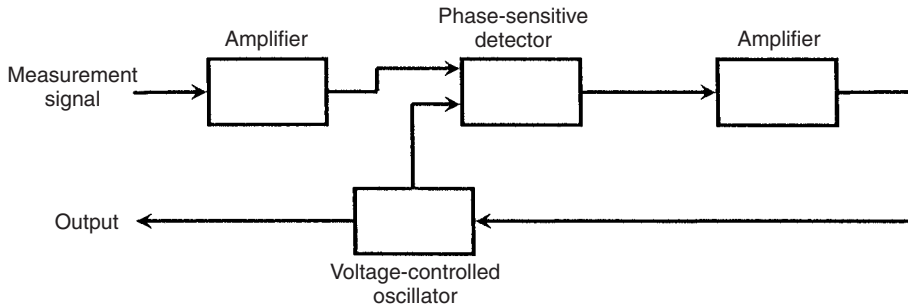 Phase-sensitive
detector
Amplifier
Amplifier
Measurement
signal
Output
Voltage-controlled
oscillator